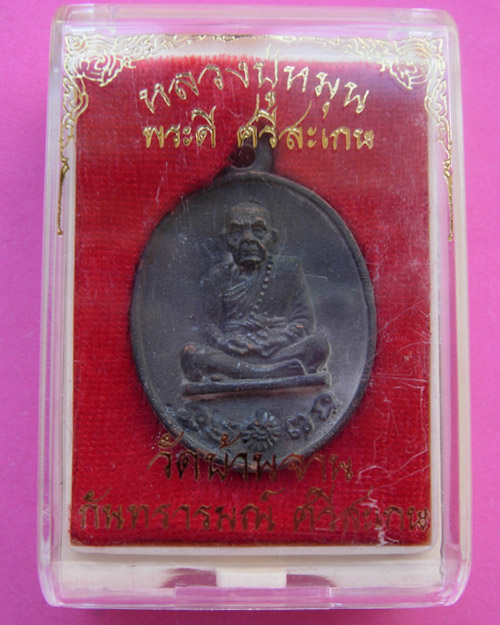 หลวงปู่หมุน
พระดี ศรีสะเกษ
วัดบ้านจาน
กันทรารมณ์ ศรีสะเกษ